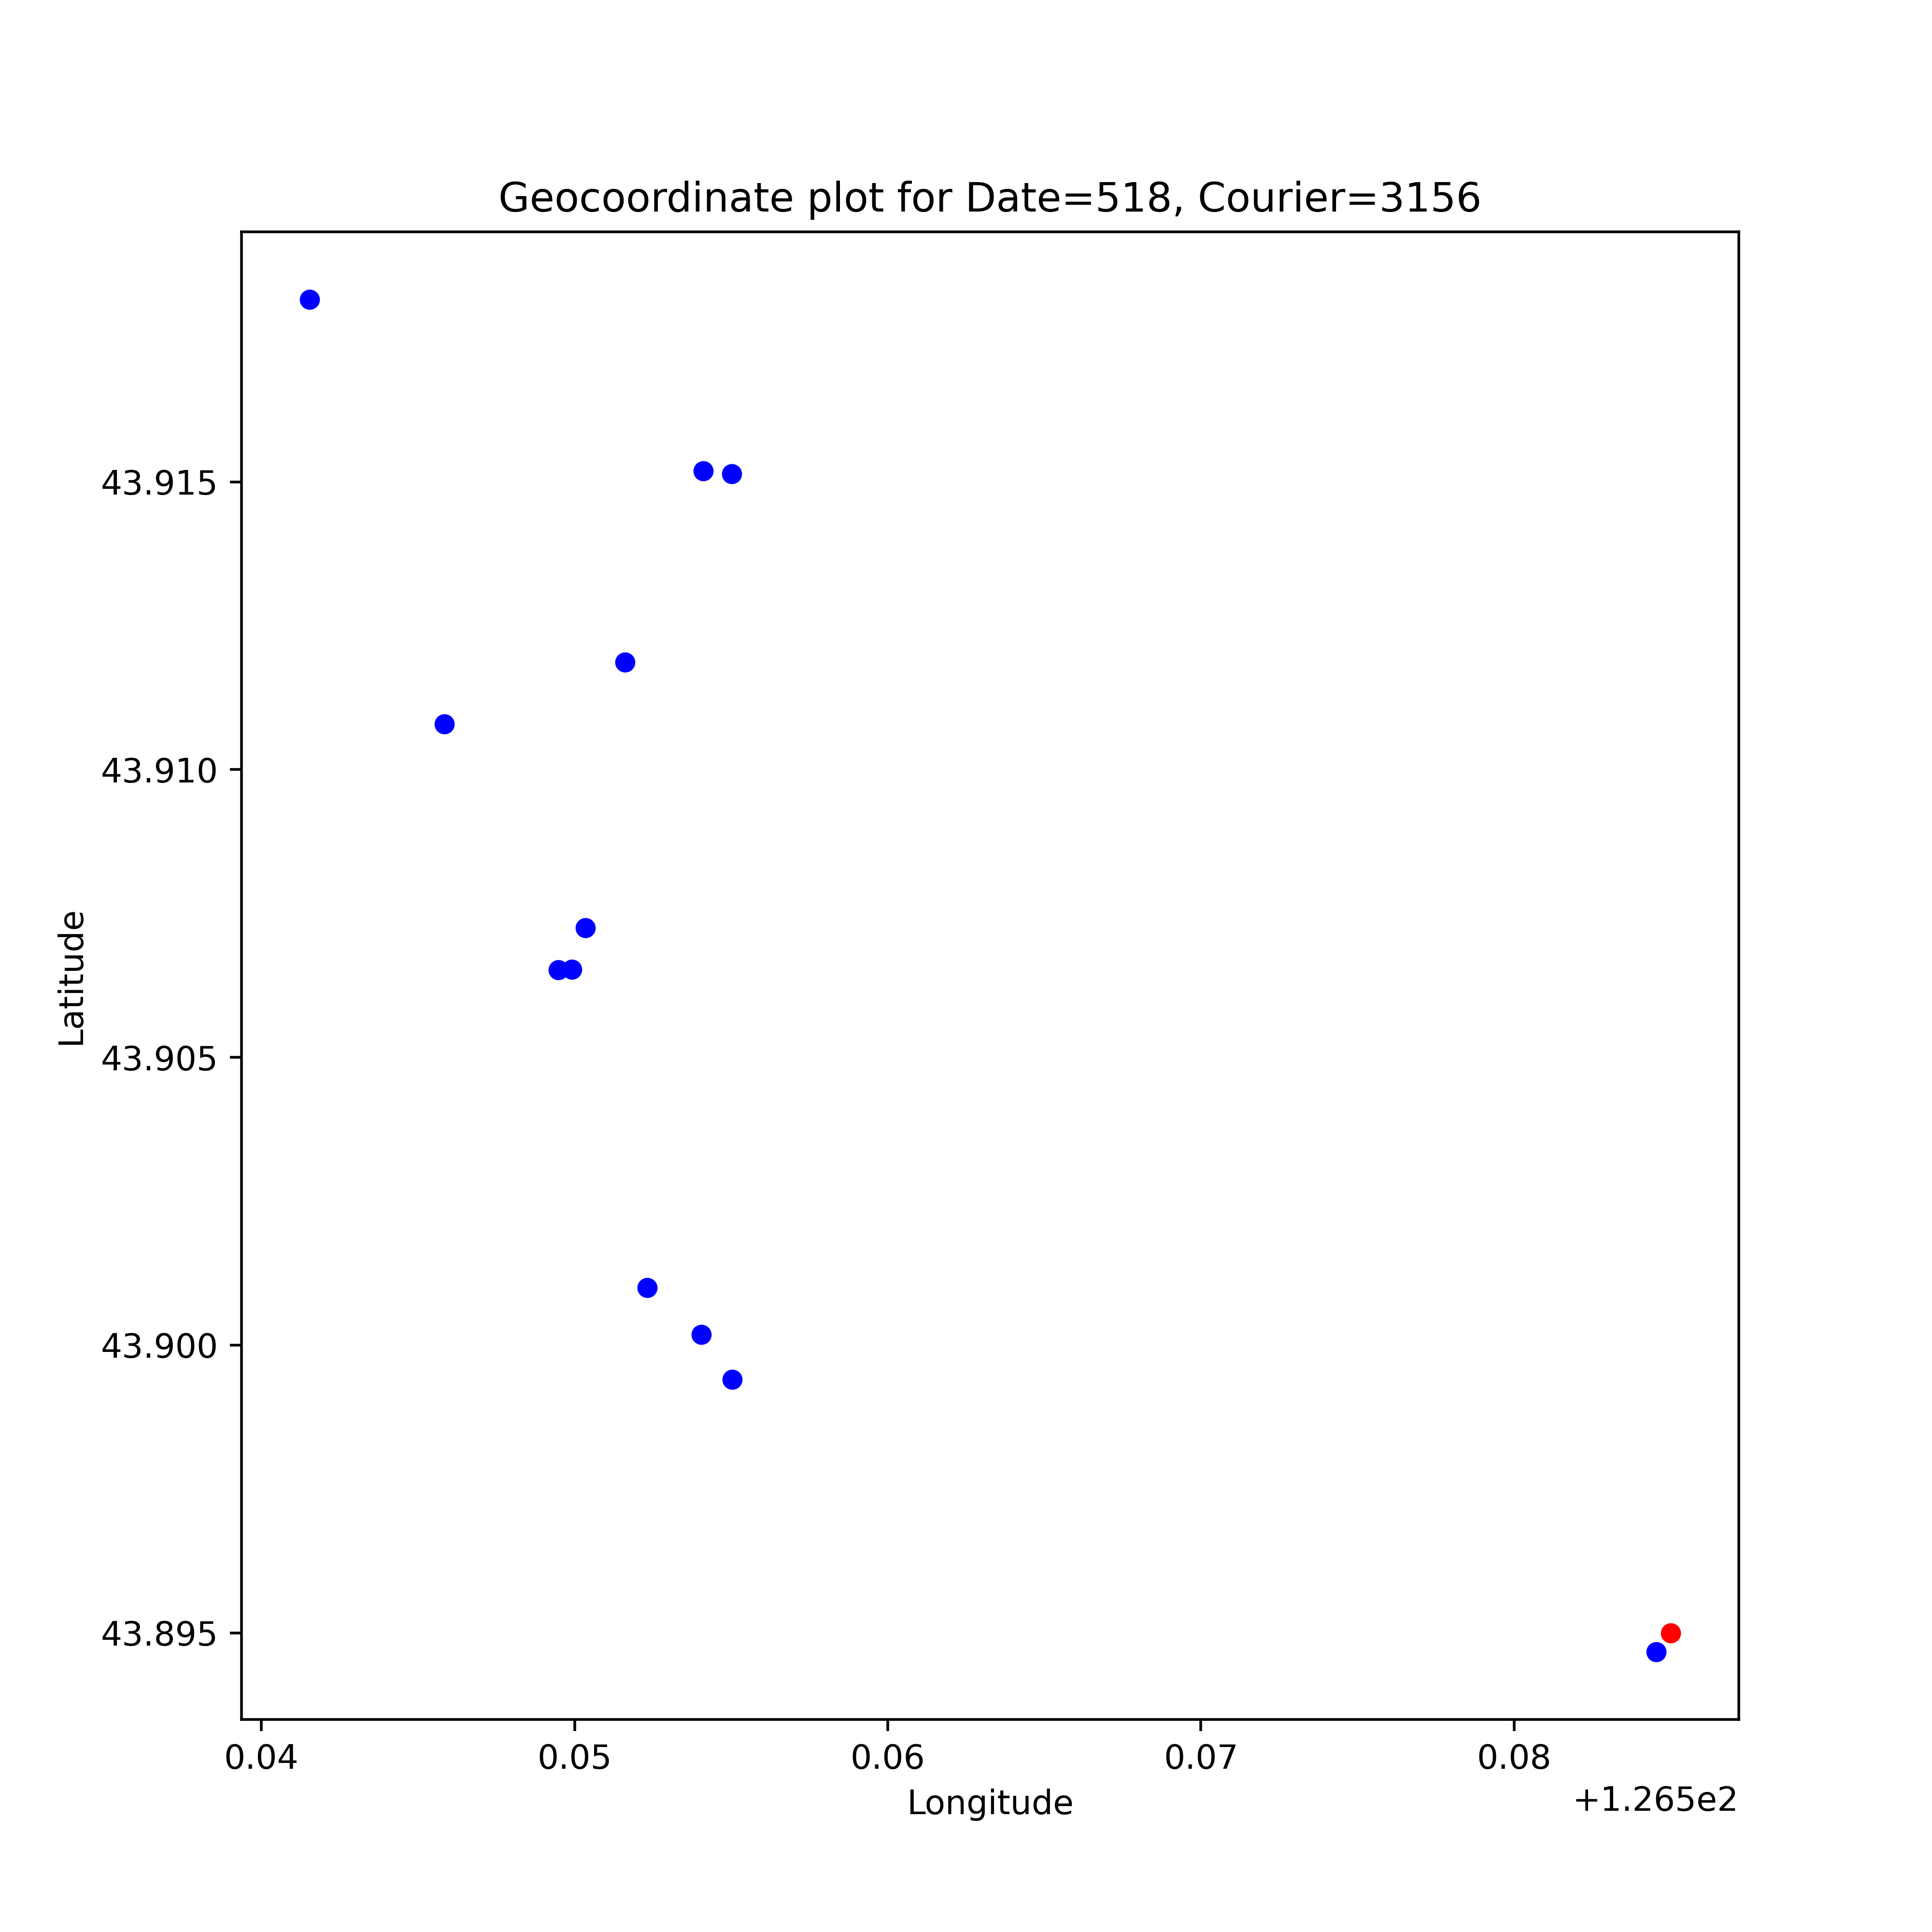 Geocoordinate plot for Date=518, Courier=3156
43.915
43.910
43.905
43.900
43.895
Latitude
0.04 0.05 0.06 0.07 0.08
Longitude
+1.265e2